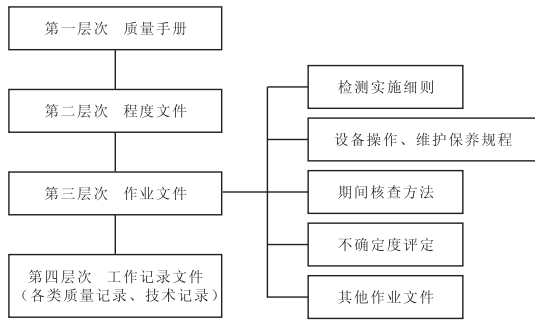 第一层次 质量手册
第二层次 程度文件
第三层次 作业文件
第四层次 工作记录文件
（各类质量记录、技术记录）
检测实施细则
设备操作、维护保养规程
期间核查方法
不确定度评定
其他作业文件